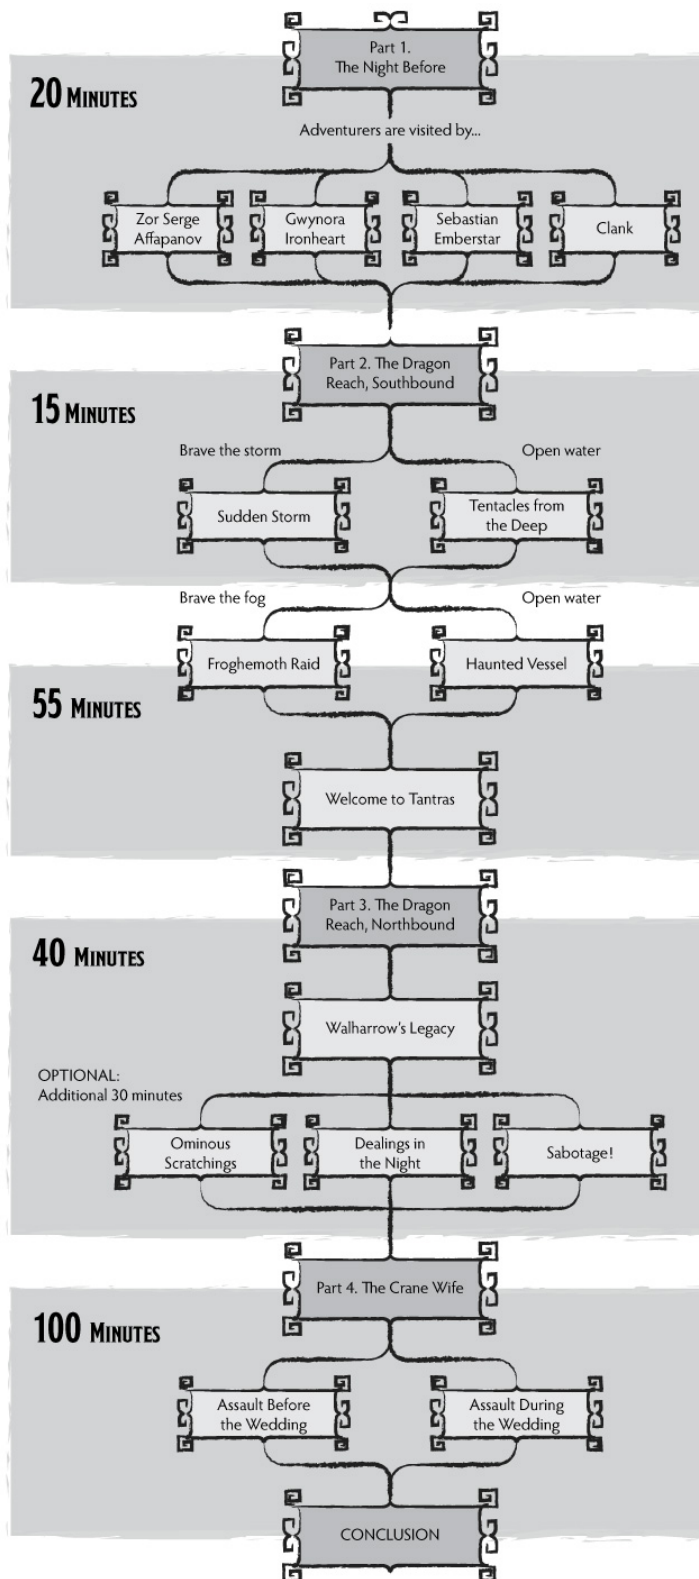 Part 1.
The Night Before
20 MINUTES
Adventurers are visited by...
Zor Serge
Affapanov
Gwynora
Ironheart
Sebastian
Emberstar
Clank
Part 2. The Dragon
Reach, Southbound
15 MINUTES
Brave the storm
Open water
Sudden Storm
Tentacles from
the Deep
Brave the fog
Open water
Froghemoth Raid
Haunted Vessel
55 MINUTES
Welcome to Tantras
Part 3. The Dragon
Reach, Northbound
40 MINUTES
Walharrow's Legacy
OPTIONAL:
Additional 30 minutes
Ominous
Scratchings
Dealings in
the Night
Sabotage!
Part 4. The Crane Wife
100 MINUTES
Assault Before
the Wedding
Assault During
the Wedding
CONCLUSION